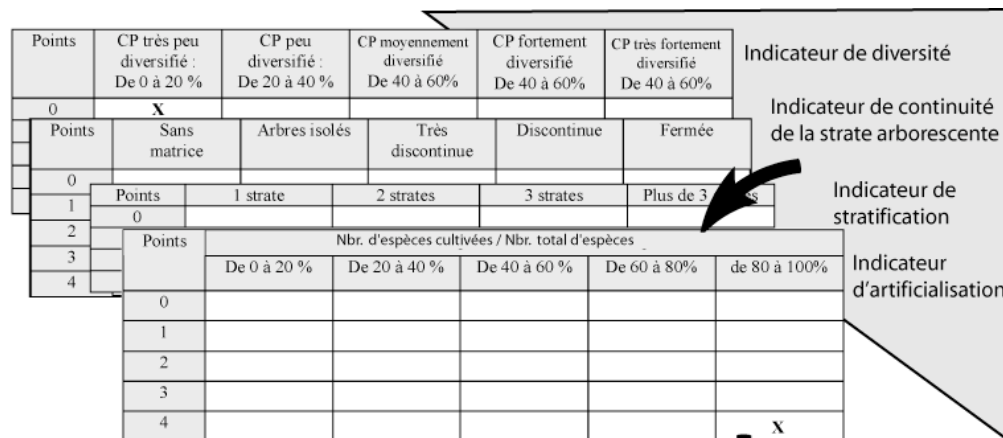 Points
CP très peu
diversifié :
De 0 à 20 %
CP peu
diversifié :
De 20 à 40 %
CP moyennement
diversifié
De 40 à 60%
CP fortement
diversifié
De 40 à 60%
CP très fortement
diversifié
De 40 à 60%
Indicateur de diversité
0
X
Indicateur de continuité
de la strate arborescente
Points
Sans
matrice
Arbres isolés
Très
discontinue
Discontinue
Fermée
0
1
2
3
4
Indicateur de
stratification
Points
1 strate
2 strates
3 strates
Plus de 3
0
Indicateur
d'artificialisation
Points
Nbr. d'espèces cultivées / Nbr. total d'espèces
De 0 à 20 %
De 20 à 40 %
De 40 à 60 %
De 60 à 80%
de 80 à 100%
0
1
2
3
4
X